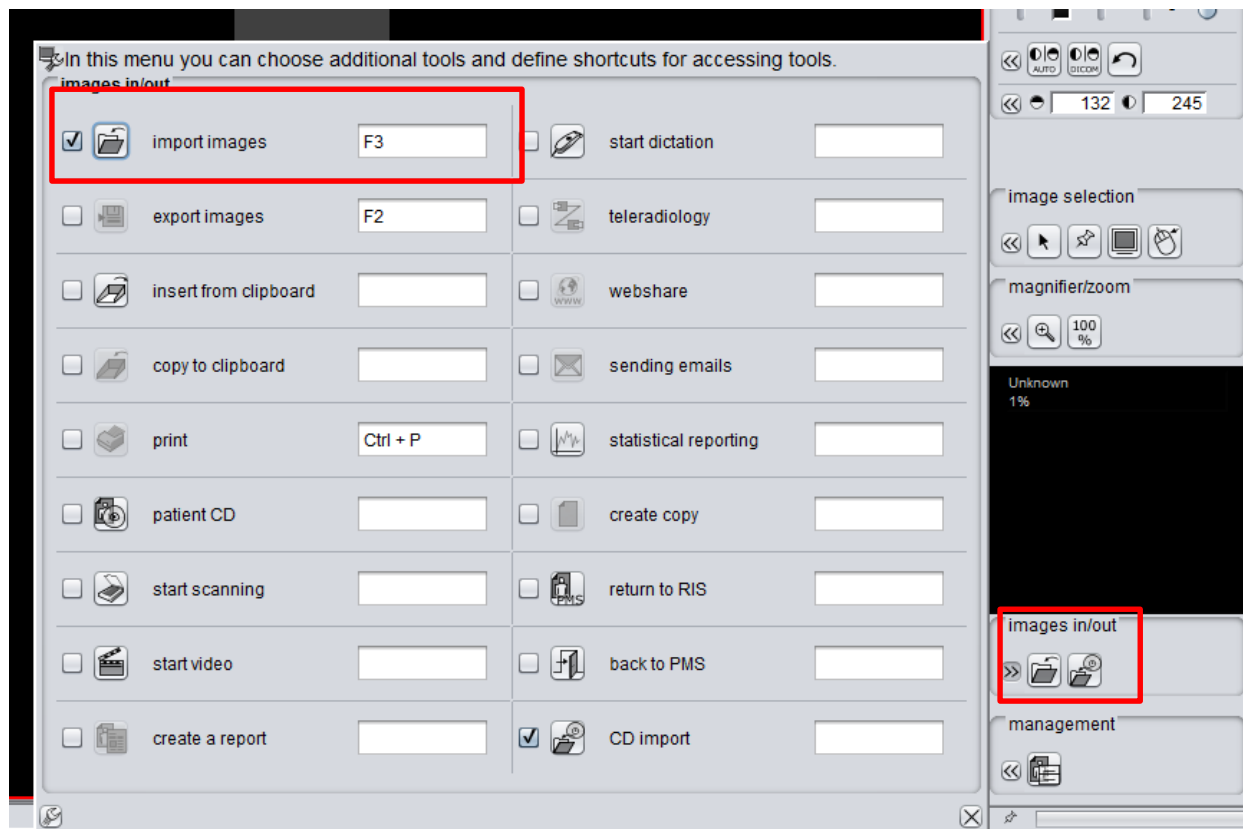 In this menu you can choose additional tools and define shortcuts for accessing tools.
images in/out
import images F3
start dictation
export images F2
teleradiology
insert from clipboard
WWW
webshare
copy to clipboard
sending emails
print Ctrl + P
statistical reporting
patient CD
create copy
start scanning
PMS
return to RIS
start video
back to PMS
create a report
CD import
AUTO
DICOM
132 245
image selection
magnifier/zoom
100
%
Unknown
1%
images in/out
management